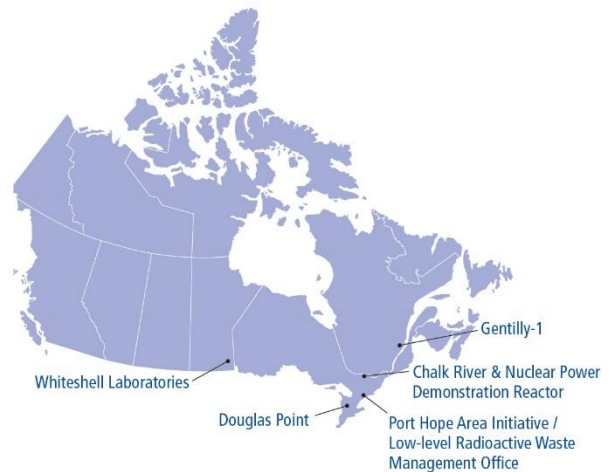 Gentilly-1
Chalk River & Nuclear Power
Demonstration Reactor
Whiteshell Laboratories
Douglas Point
Port Hope Area Initiative /
Low-level Radioactive Waste
Management Office